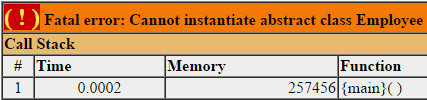 ( ! ) Fatal error: Cannot instantiate abstract class Employee
Call Stack
# Time Memory Function
1 0.0002 257456 {main}( )